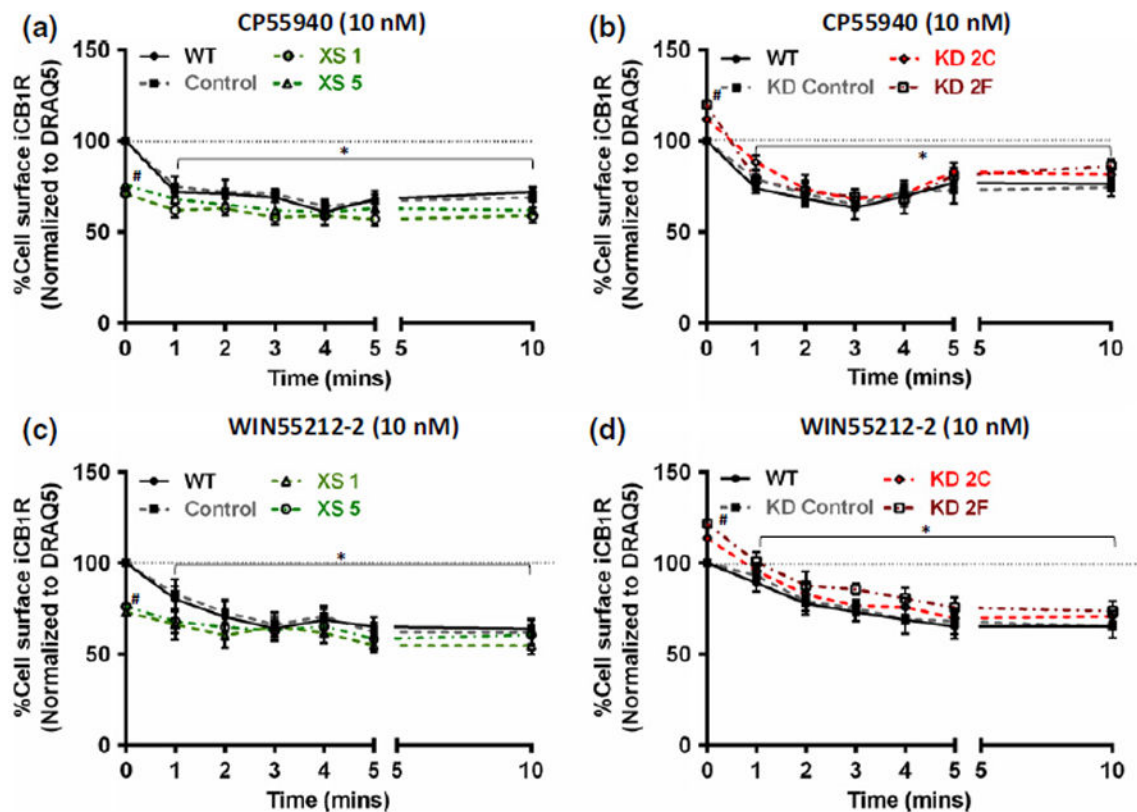 (a) CP55940 (10 nM)
WT XS 1
Control XS 5
#
*
150
100
50
0
%Cell surface iCB1R
(Normalized to DRAQ5)
0 1 2 3 4 5 5 10
Time (mins)
(b) CP55940 (10 nM)
WT KD 2C
KD Control KD 2F
#
*
150
100
50
0
%Cell surface iCB1R
(Normalized to DRAQ5)
0 1 2 3 4 5 5 10
Time (mins)
(c) WIN55212-2 (10 nM)
WT XS 1
Control XS 5
#
*
150
100
50
0
%Cell surface iCB1R
(Normalized to DRAQ5)
0 1 2 3 4 5 5 10
Time (mins)
(d) WIN55212-2 (10 nM)
WT KD 2C
KD Control KD 2F
#
*
150
100
50
0
%Cell surface iCB1R
(Normalized to DRAQ5)
0 1 2 3 4 5 5 10
Time (mins)